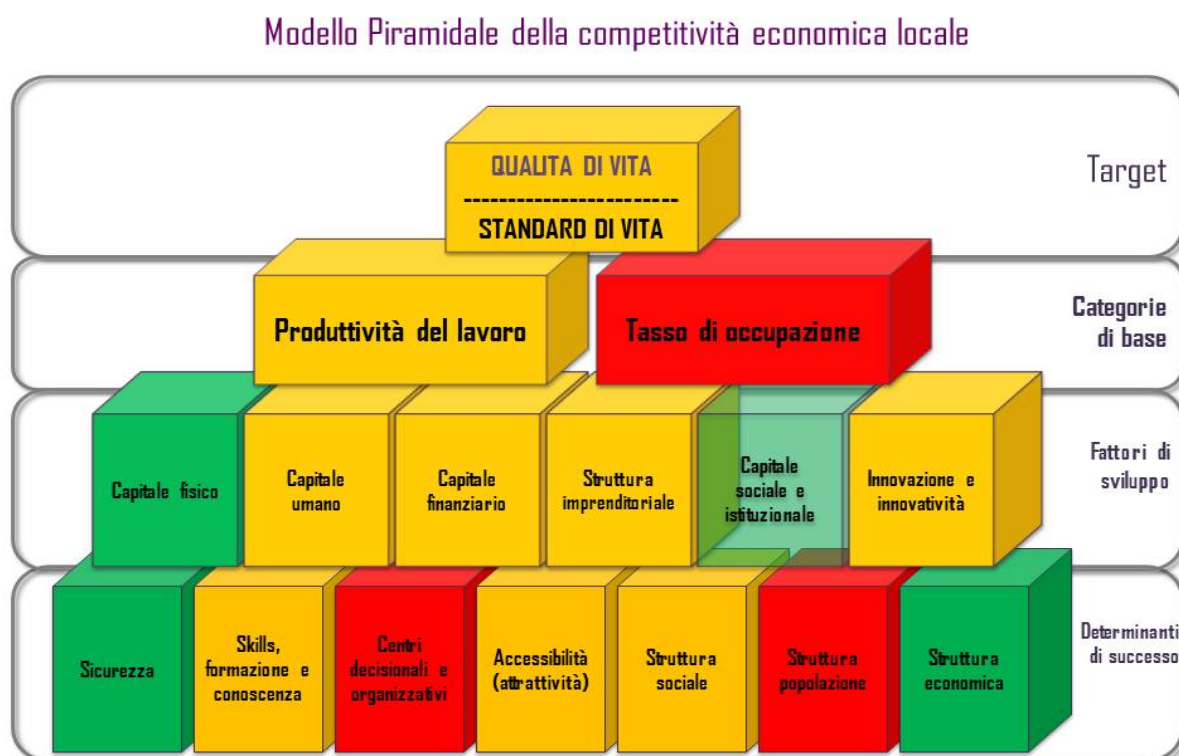 Modello Piramidale della competitività economica locale
QUALITA DI VITA
------------------------
STANDARD DI VITA
Target
Produttività del lavoro
Tasso di occupazione
Categorie
di base
Capitale fisico
Capitale
umano
Capitale
finanziario
Struttura
imprenditoriale
Capitale
sociale e
istituzionale
Innovazione e
innovatività
Fattori di
sviluppo
Sicurezza
Skills,
formazione e
conoscenza
Centri
decisionali e
organizzativi
Accessibilità
(attrattività)
Struttura
sociale
Struttura
popolazione
Struttura
economica
Determinanti
di successo